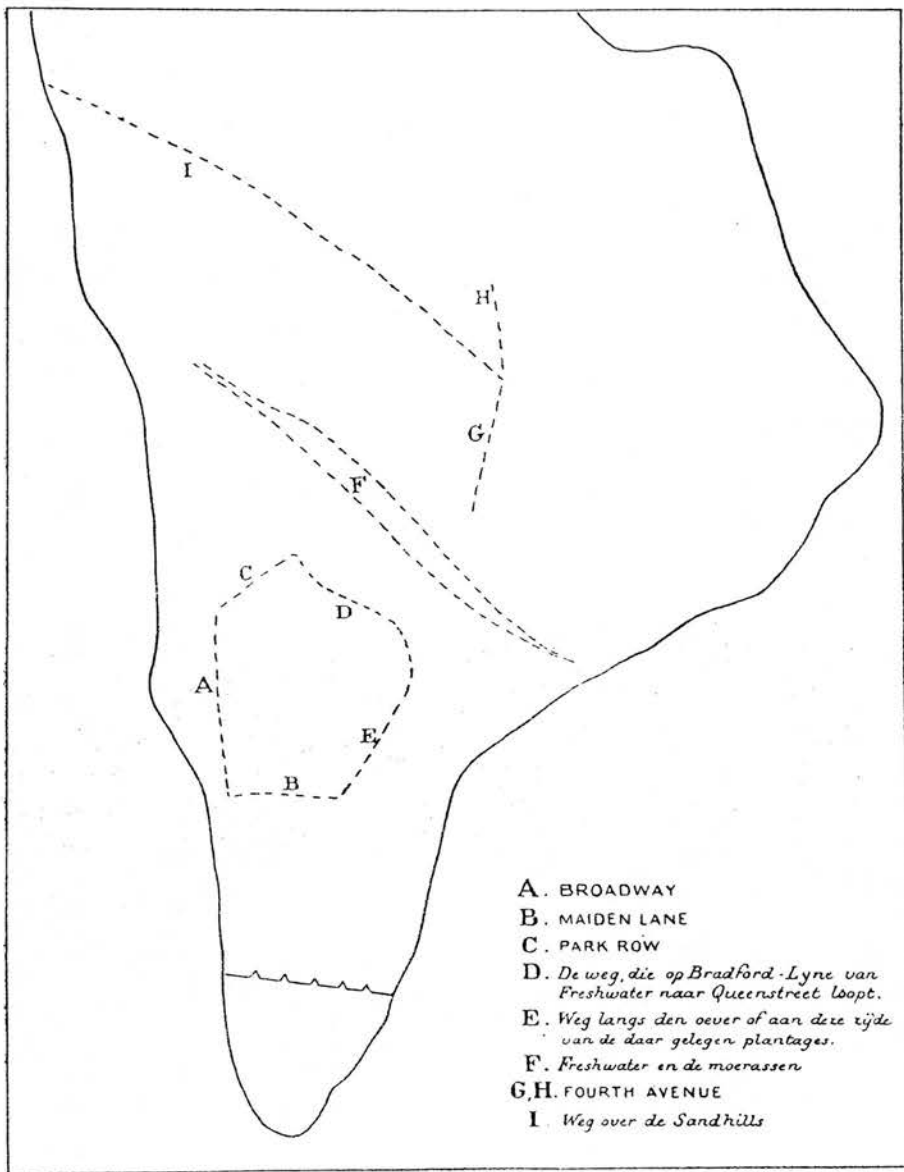 I
H
G
F
C
D
A
E
B
A. BROADWAY
B. MAIDEN LANE
C. PARK ROW
D. De weg, die op Bradford-Lyne van
Freshwater naar Queenstreet loopt.
E. Weg langs den oever of aan deze zijde
van de daar gelegen plantages.
F. Freshwater en de moerassen
G, H. FOURTH AVENUE
I Weg over de Sandhills